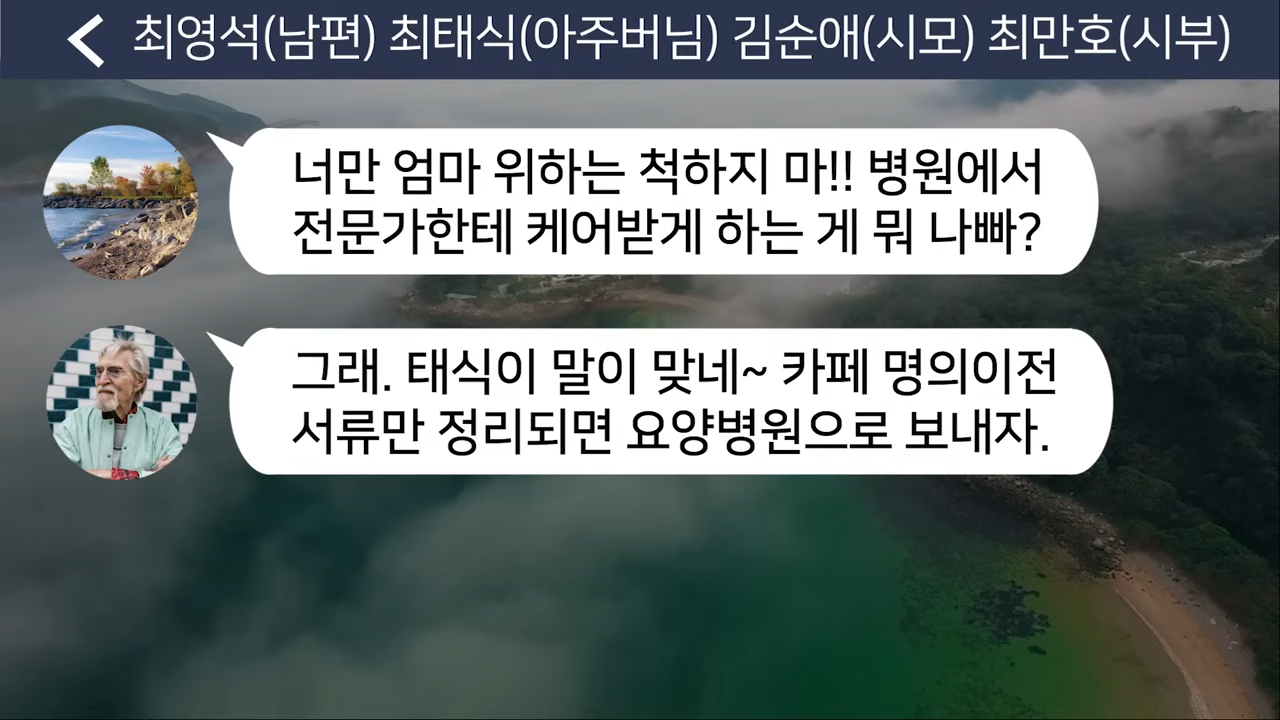 최영석(남편) 최태식(아주버님) 김순애(시모) 최만호(시부)
너만 엄마 위하는 척하지 마!! 병원에서
전문가한테 케어받게 하는 게 뭐 나빠?
그래. 태식이 말이 맞네~ 카페 명의이전
서류만 정리되면 요양병원으로 보내자.